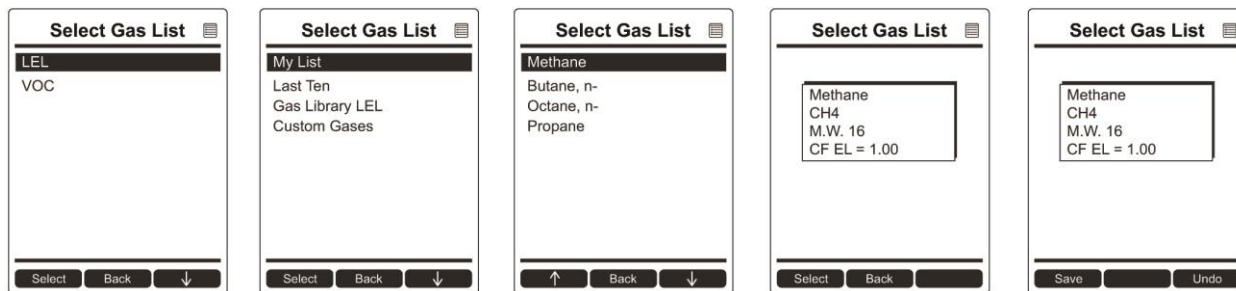 Select Gas List
LEL
VOC
Select Back ↓
Select Gas List
My List
Last Ten
Gas Library LEL
Custom Gases
Select Back ↓
Select Gas List
Methane
Butane, n-
Octane, n-
Propane
↑ Back ↓
Select Gas List
Methane
CH4
M.W. 16
CF EL = 1.00
Select Back
Select Gas List
Methane
CH4
M.W. 16
CF EL = 1.00
Save Undo